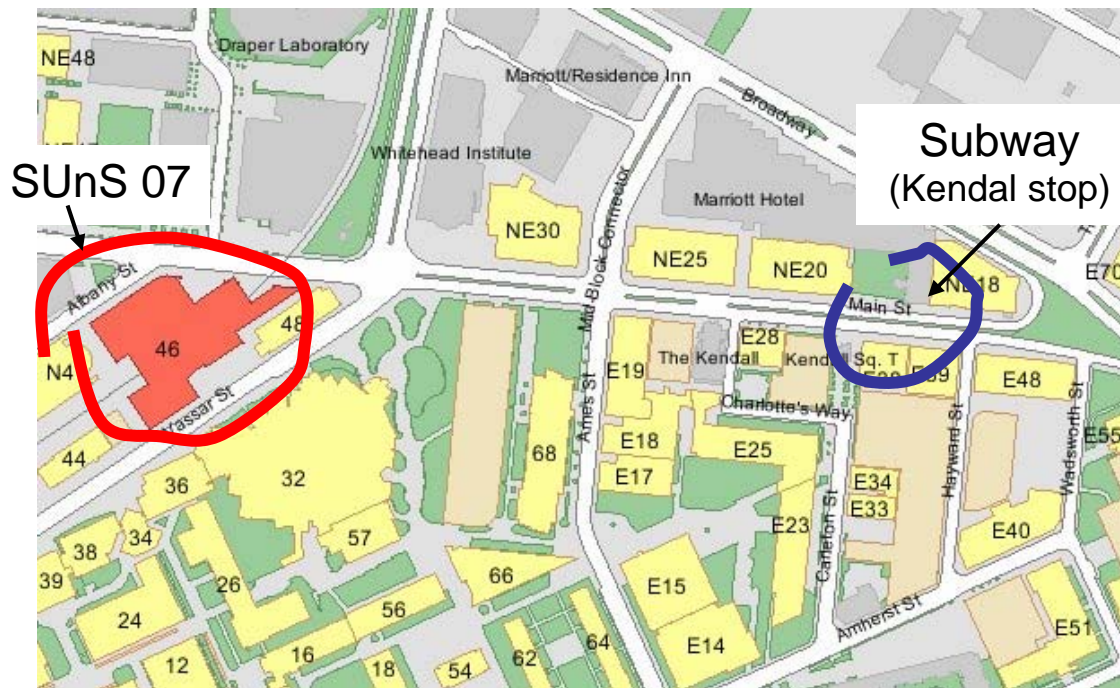 Draper Laboratory
NE48
Marriott/Residence Inn
Broadway
Subway
(Kendal stop)
Whitehead Institute
SUnS 07
Mid Block Connector
Marriott Hotel
NE30
NE25
NE20
NE18
E70
Albany St
Main St
46
48
N4
E19
The Kendall
E28
Kendall Sq. T
E39
E48
Vassar St
Ames St
Charlotte's Way
44
32
68
E18
E25
E17
Hayward St
Wadsworth St
E55
36
E34
E33
E23
34
38
57
Carleton St
E40
39
26
66
E15
24
56
Amherst St
E14
E51
16
12
18
54
62
64